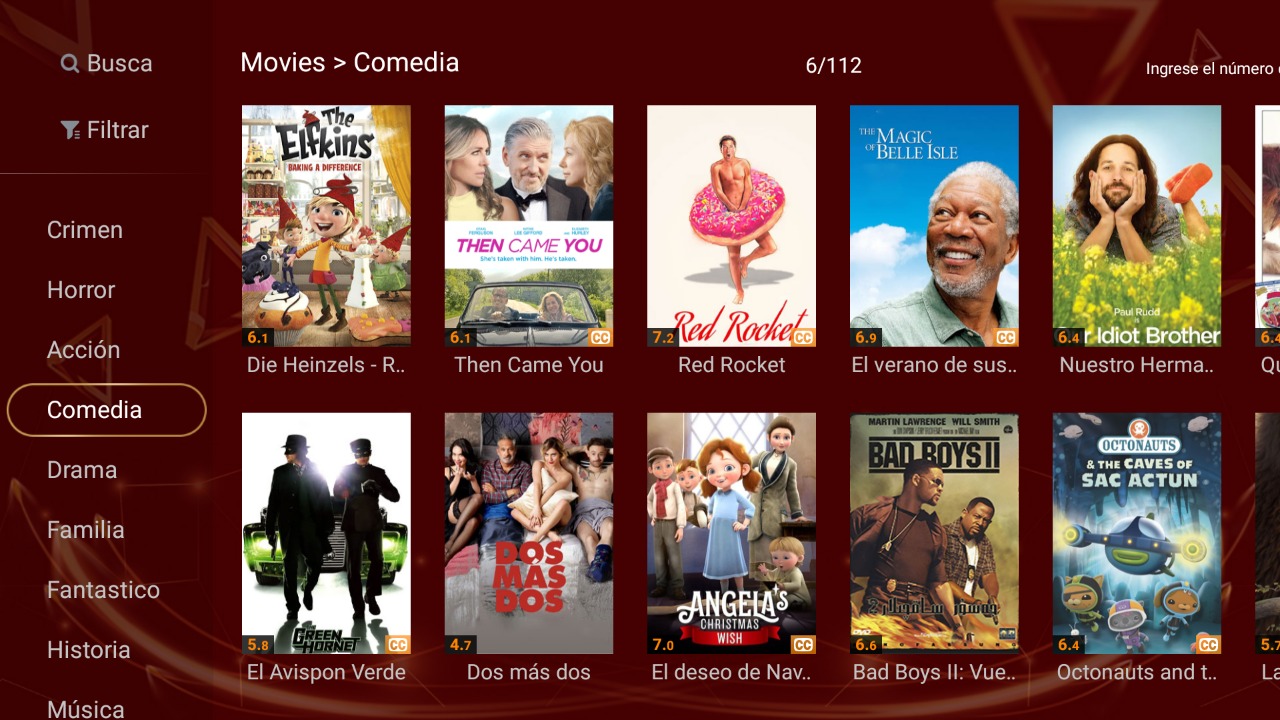 Busca
Filtrar
Crimen
Horror
Acción
Comedia
Drama
Familia
Fantastico
Historia
Música
Movies > Comedia
6/112
Ingrese el número
The
Elfkins
BAKING A DIFFERENCE
6.1
Die Heinzels - R..
THEN CAME YOU
She's taken with him. He's taken.
6.1
CC
Then Came You
Red Rocket
7.2
CC
Red Rocket
THE MAGIC
OF BELLE ISLE
6.9
CC
El verano de sus..
Paul Rudd
is
r Idiot Brother
6.4
Nuestro Herma..
6.4
Qu
THE
GREEN
HORNET
5.8
CC
El Avispon Verde
DOS
MÁS
DOS
4.7
Dos más dos
ANGELA'S
CHRISTMAS
WISH
7.0
CC
El deseo de Nav..
MARTIN LAWRENCE WILL SMITH
BAD BOYS II
DVD
6.6
Bad Boys II: Vue..
OCTONAUTS
& THE CAVES OF
SAC ACTUN
6.4
CC
Octonauts and t..
5.7
La